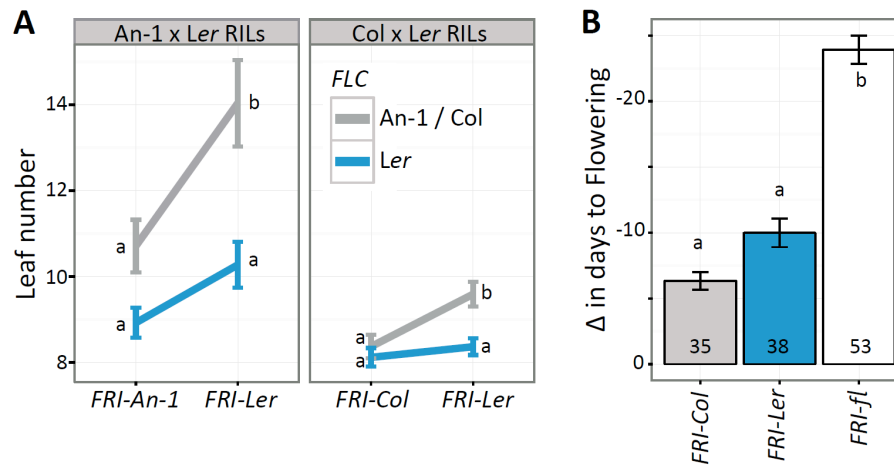 A
An-1 x Ler RILs
Col x Ler RILs
Leaf number
14
12
10
8
FLC
An-1 / Col
Ler
a
b
a
a
a
a
b
a
FRI-An-1
FRI-Ler
FRI-Col
FRI-Ler
B
Δ in days to Flowering
-20
-10
0
a
a
b
35
38
53
FRI-Col
FRI-Ler
FRI-fl